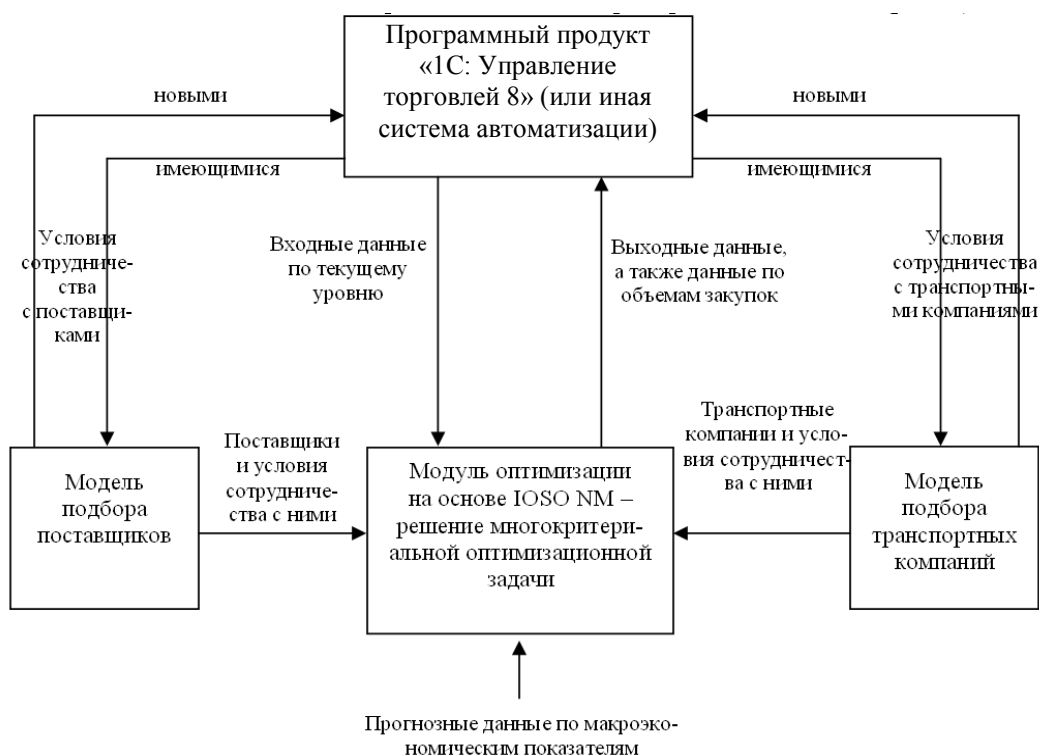 Программный продукт
«1С: Управление
торговлей 8» (или иная
система автоматизации)
новыми
новыми
имеющимися
имеющимися
Условия
сотрудниче-
ства
с поставщи-
ками
Входные данные
по текущему
уровню
Выходные данные,
а также данные по
объемам закупок
Условия
сотрудничества
с транспортны-
ми компаниями
Поставщики
и условия
сотрудниче-
ства с ними
Транспортные
компании и усло-
вия сотрудничест-
ва с ними
Модель
подбора
поставщиков
Модуль оптимизации
на основе IOSO NM –
решение многокритери-
альной оптимизационной
задачи
Модель
подбора
транспортных
компаний
Прогнозные данные по макроэко-
номическим показателям